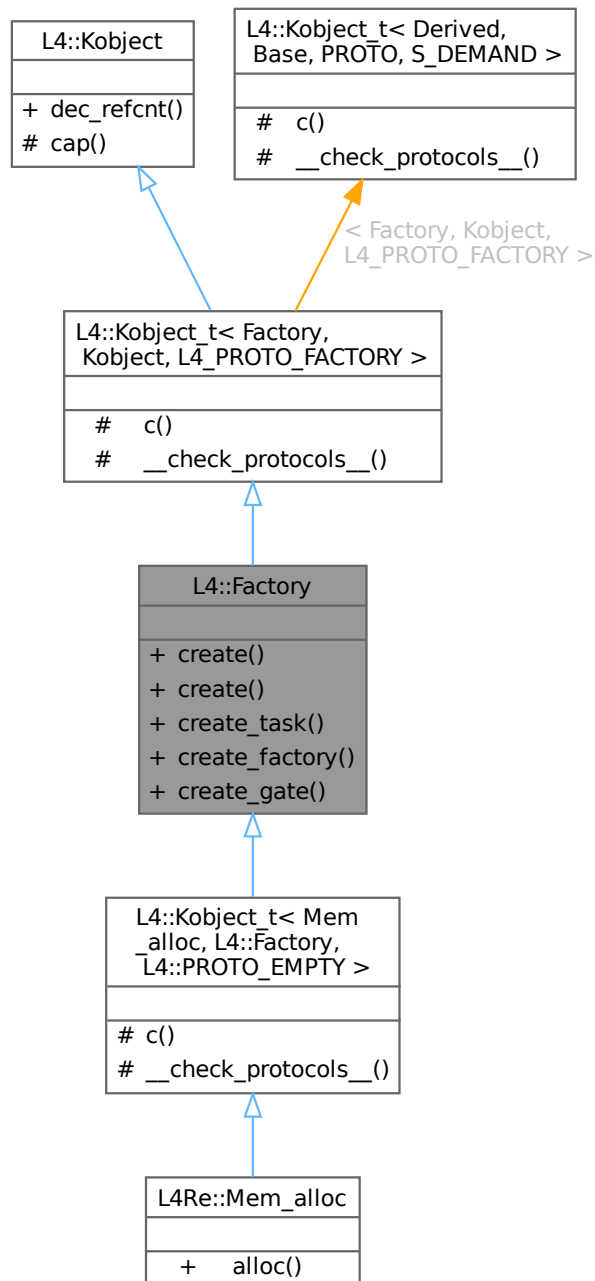 L4::Kobject
+ dec_refcnt()
# cap()
L4::Kobject_t< Derived,
Base, PROTO, S_DEMAND >
# c()
# __check_protocols__()
< Factory, Kobject,
L4_PROTO_FACTORY >
L4::Kobject_t< Factory,
Kobject, L4_PROTO_FACTORY >
# c()
# __check_protocols__()
L4::Factory
+ create()
+ create()
+ create_task()
+ create_factory()
+ create_gate()
L4::Kobject_t< Mem
_alloc, L4::Factory,
L4::PROTO_EMPTY >
# c()
# __check_protocols__()
L4Re::Mem_alloc
+ alloc()